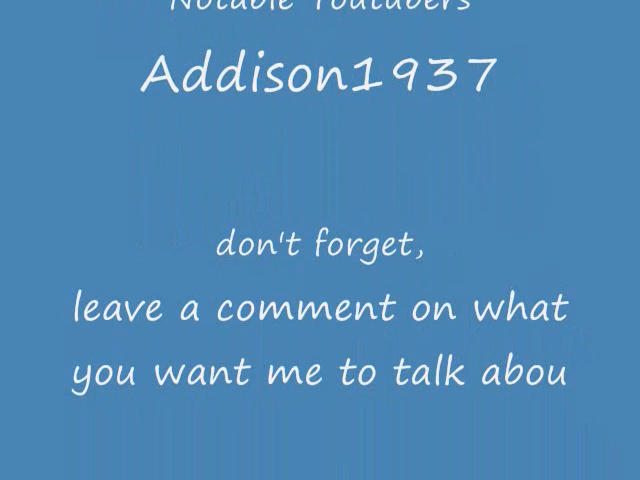 Notable Youtubers
Addison1937
don't forget,
leave a comment on what
you want me to talk abou